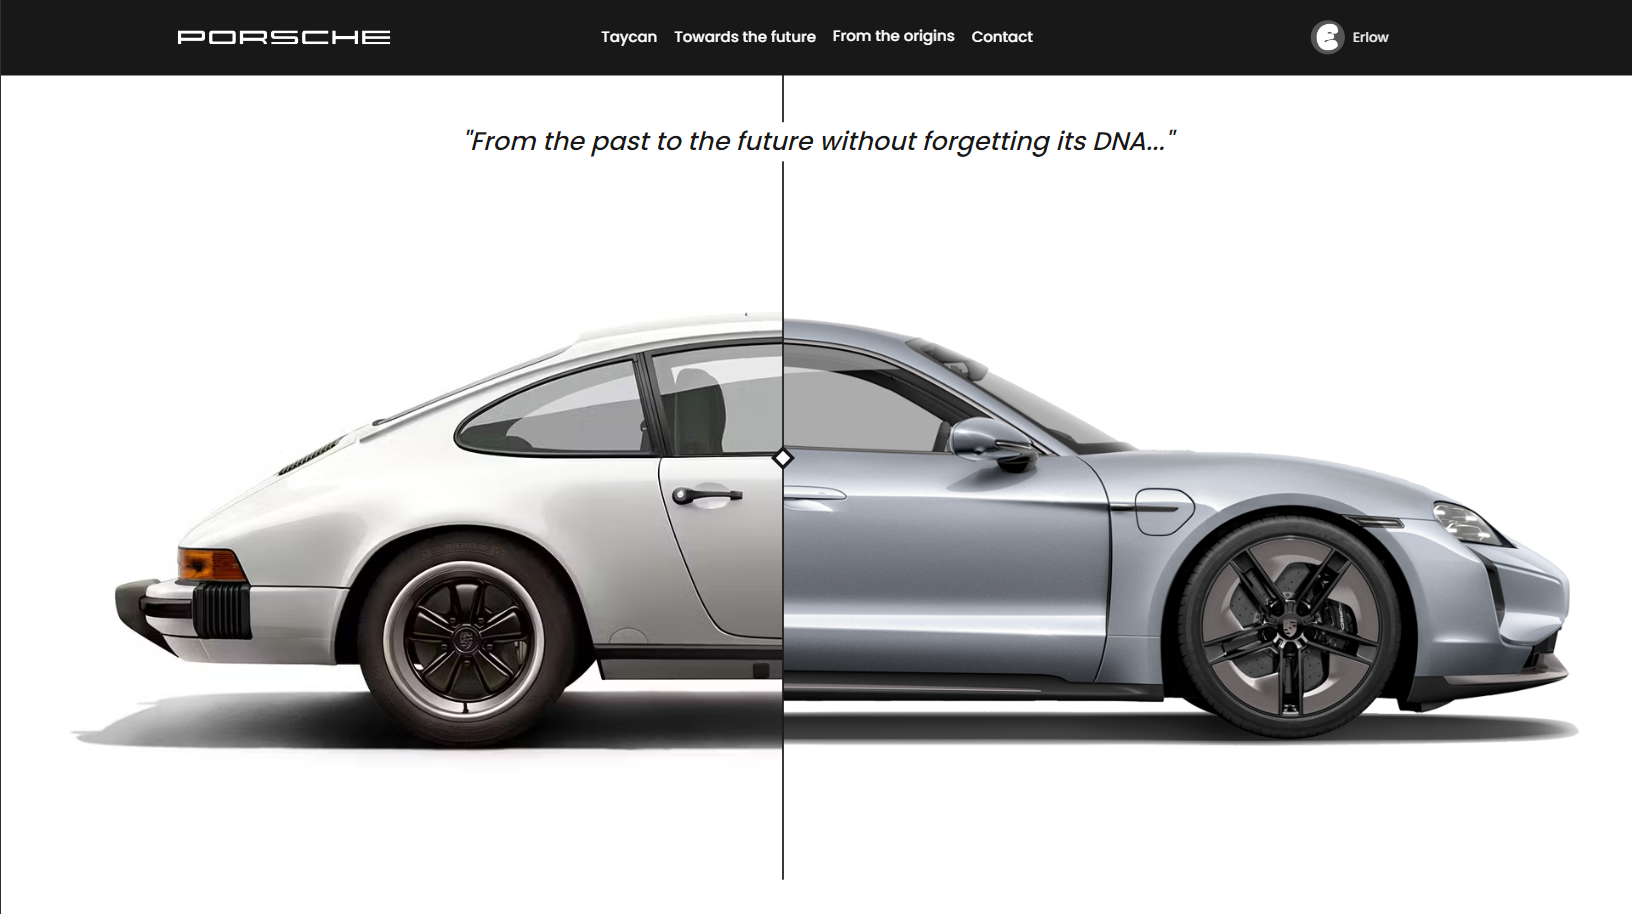 PORSCHE
Taycan Towards the future From the origins Contact
Erlow
"From the past to the future without forgetting its DNA..."